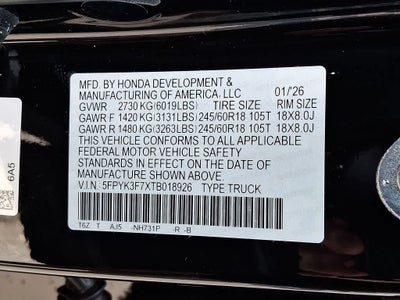 MFD. BY HONDA DEVELOPMENT &
MANUFACTURING OF AMERICA, LLC 01/'26
GVWR 2730 KG(6019LBS) TIRE SIZE RIM SIZE
GAWR F 1420 KG(3131LBS) 245/60R18 105T 18X8.0J
GAWR R 1480 KG(3263LBS) 245/60R18 105T 18X8.0J
THIS VEHICLE CONFORMS TO ALL APPLICABLE
FEDERAL MOTOR VEHICLE SAFETY
STANDARDS IN EFFECT ON THE DATE OF
MANUFACTURE SHOWN ABOVE.
V.I.N.: 5FPYK3F7XTB018926 TYPE TRUCK
T6Z T AJ5 -NH731P -R -B
6A5